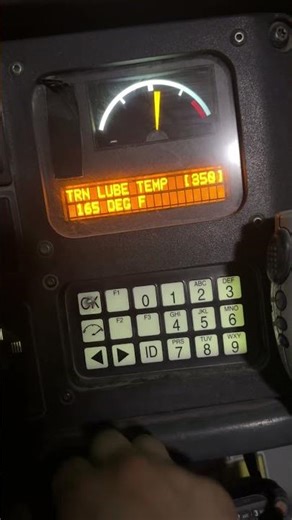 TRN LUBE TEMP [850]
165 DEG F
OK F1 0 1 ABC 2 DEF 3
F2 F3 GHI 4 JKL 5 MNO 6
ID PRS 7 TUV 8 WXY 9